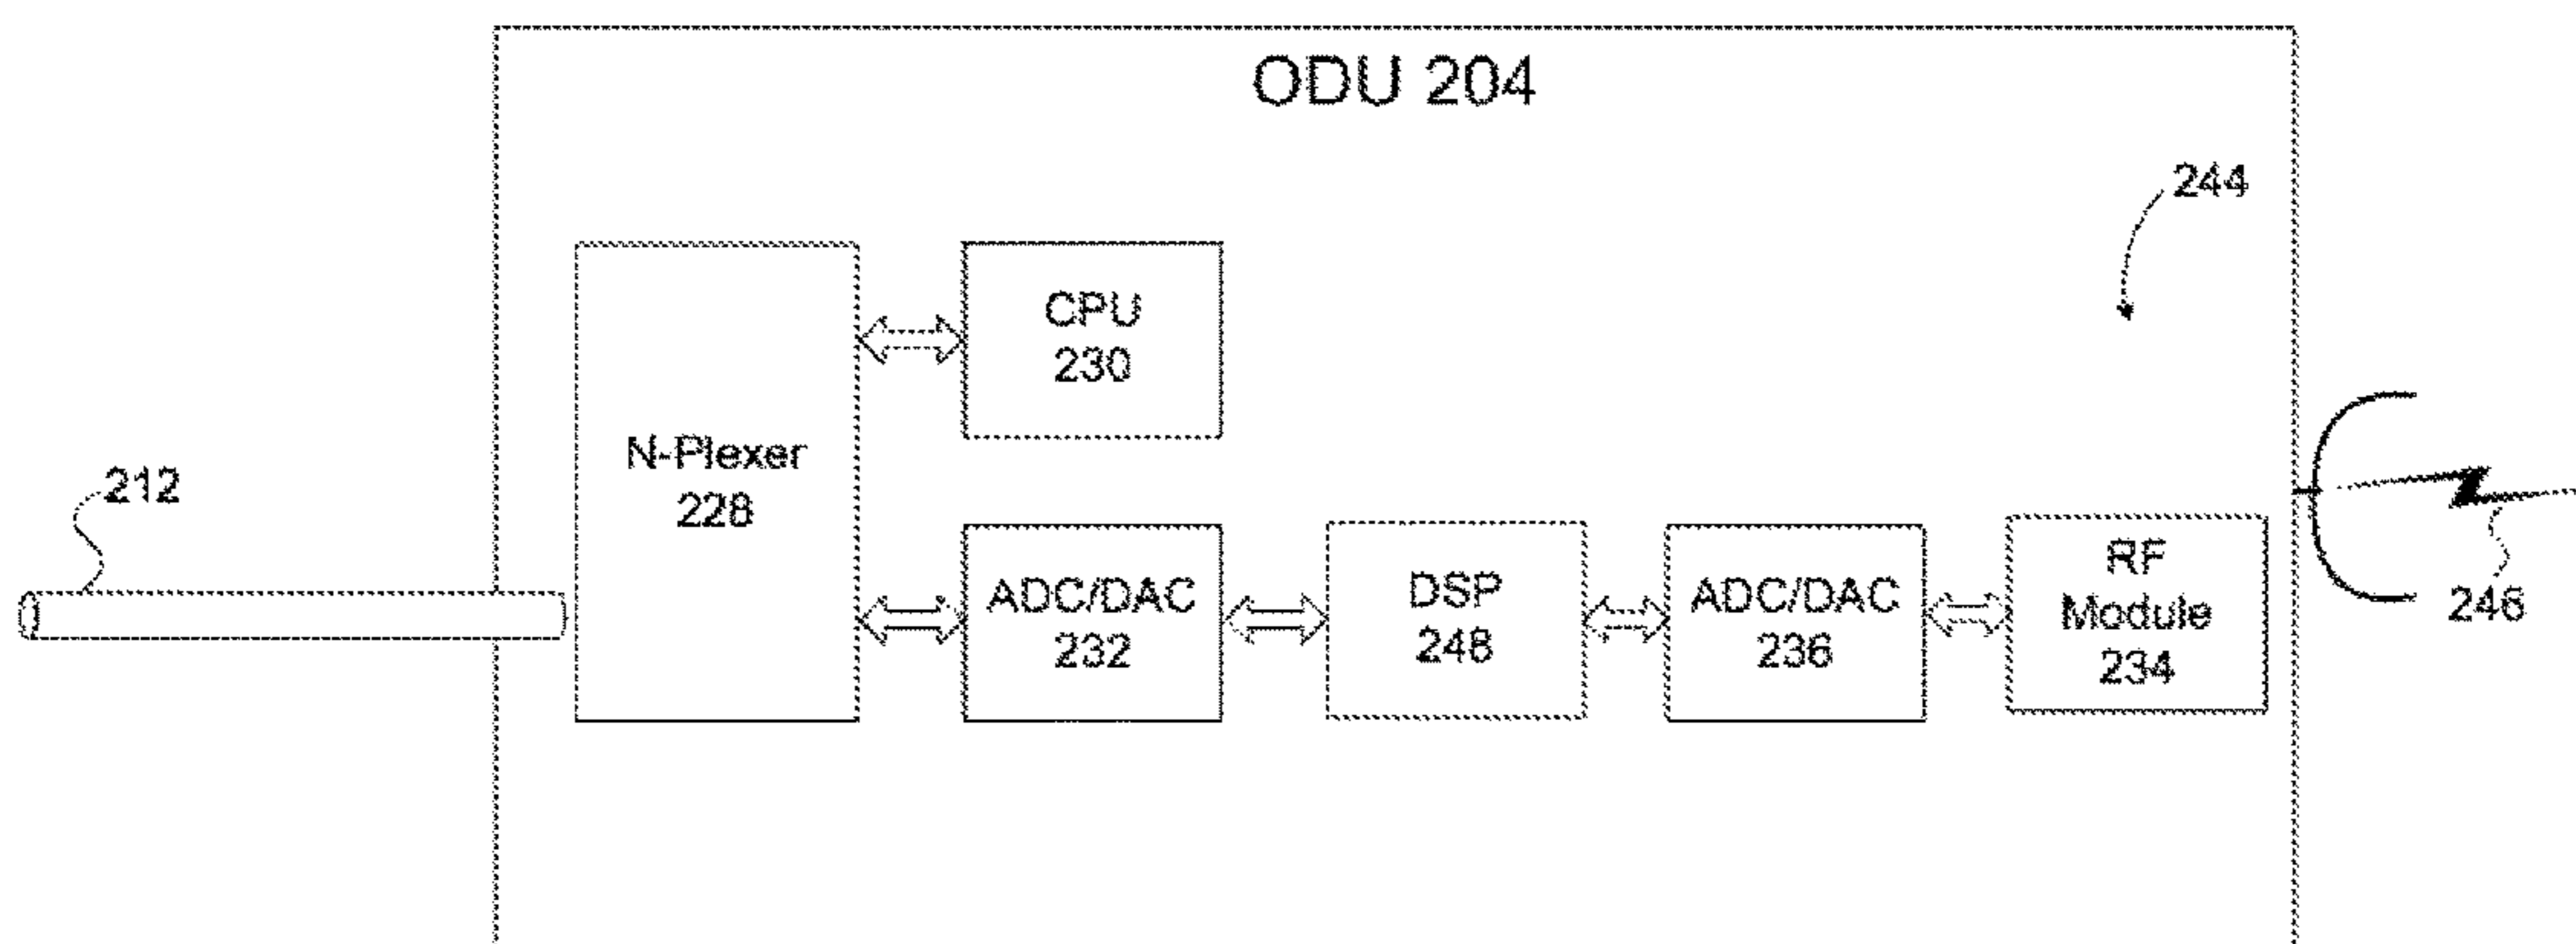 ODU 204
244
CPU
230
N-Plexer
228
212
ADC/DAC
232
DSP
248
ADC/DAC
236
RF
Module
234
246